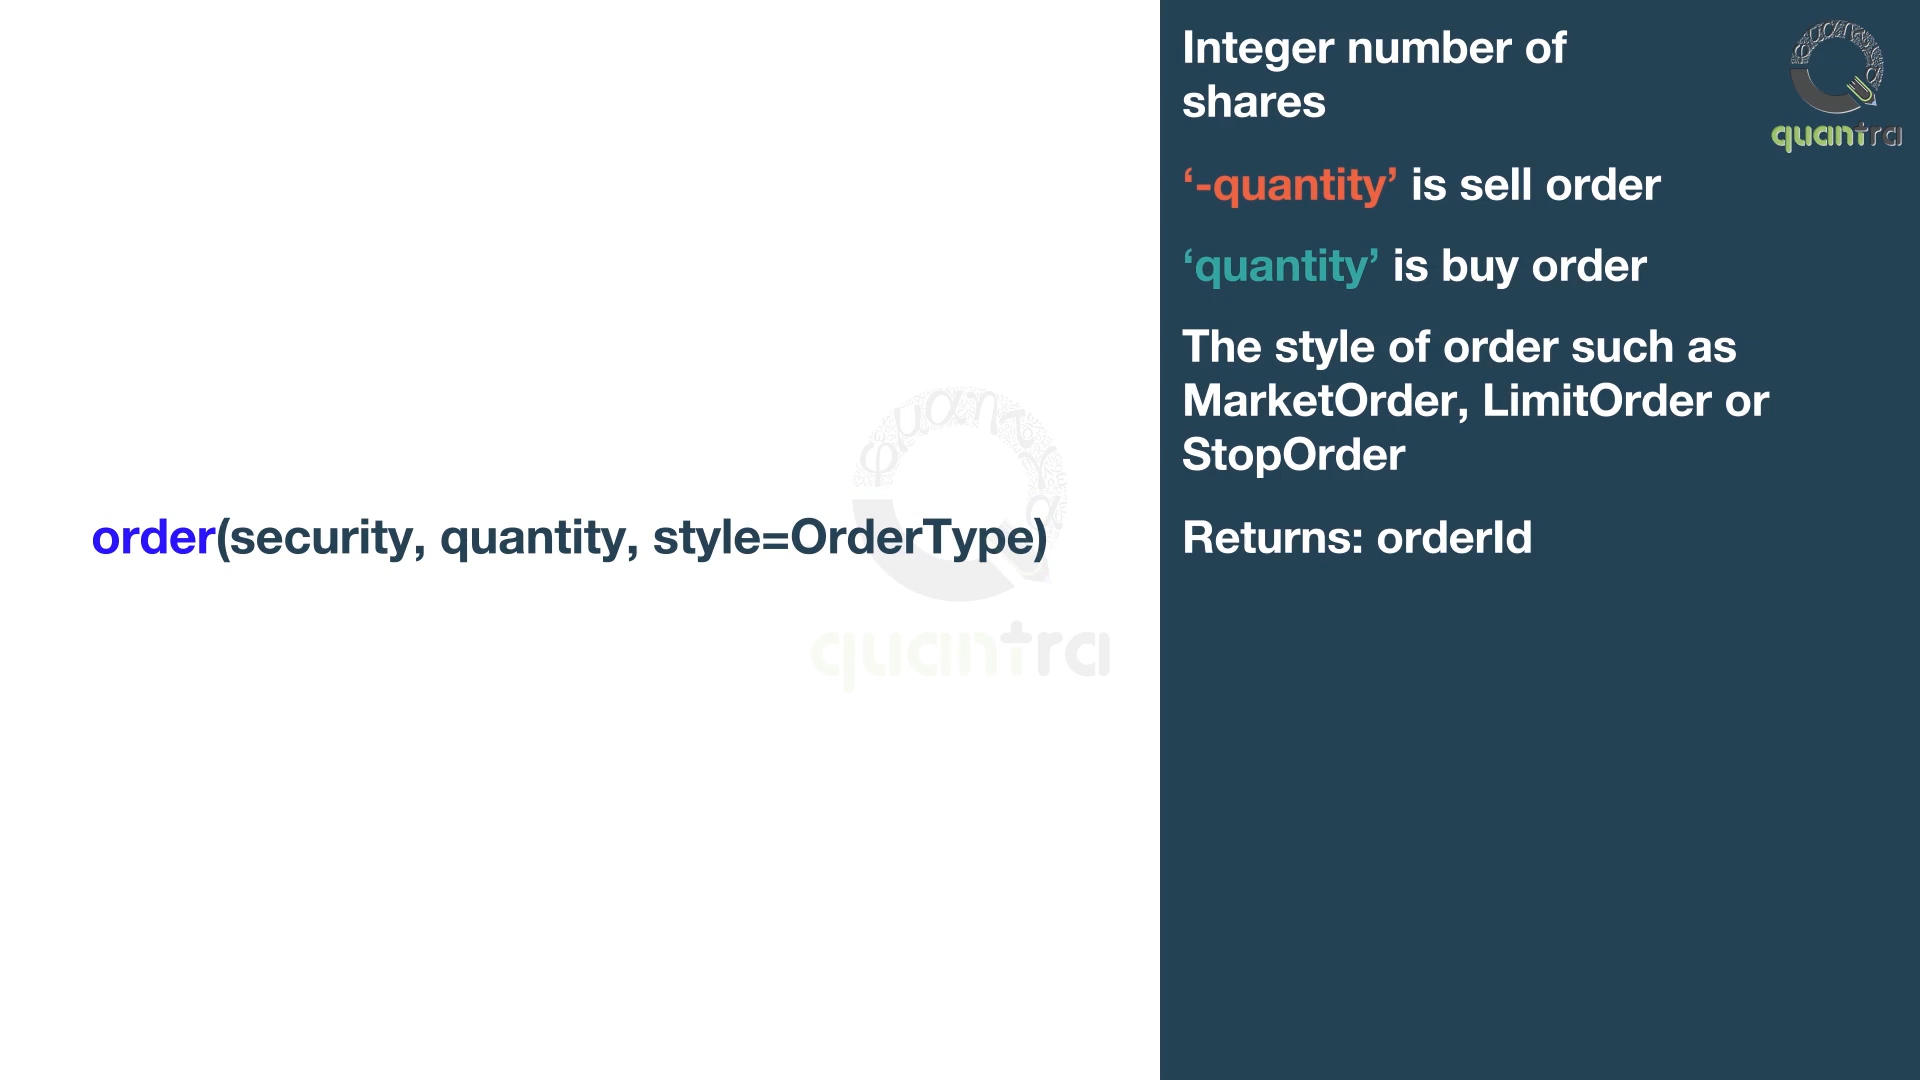 order(security, quantity, style=OrderType)
Integer number of
shares
‘-quantity’ is sell order
‘quantity’ is buy order
The style of order such as
MarketOrder, LimitOrder or
StopOrder
Returns: orderId
quantra
quantra